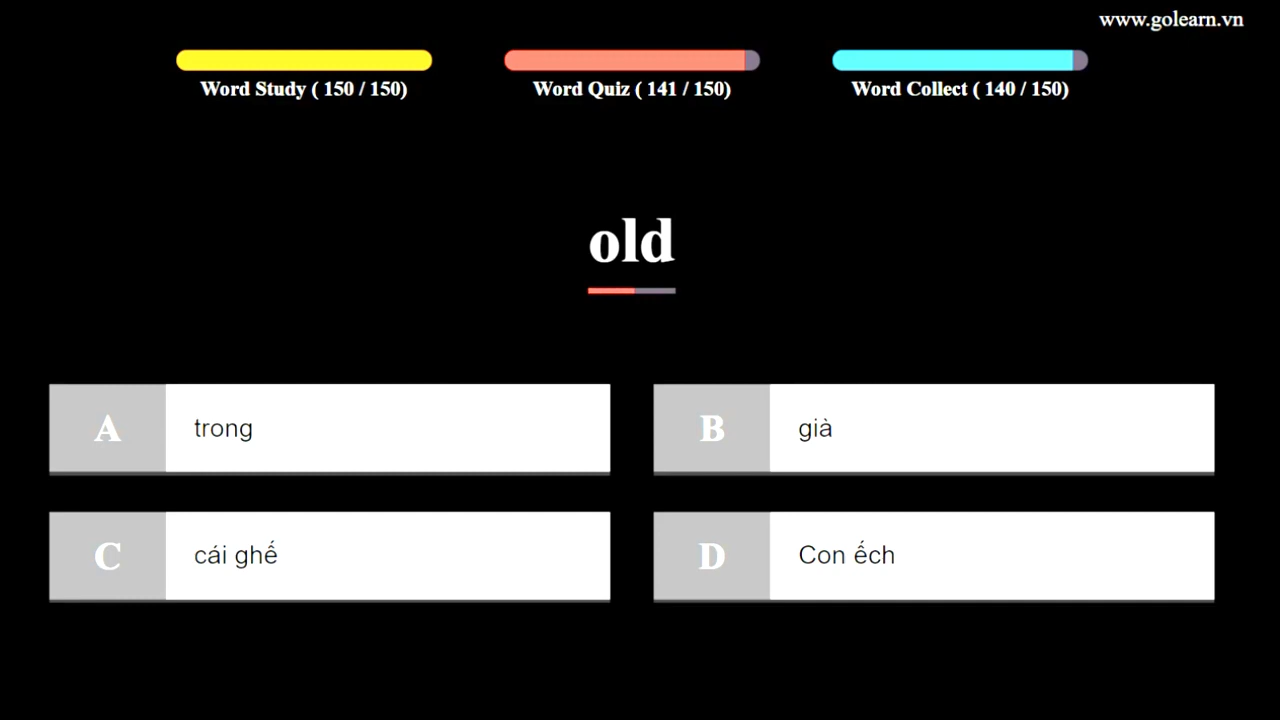 www.golearn.vn
Word Study ( 150 / 150)
Word Quiz ( 141 / 150)
Word Collect ( 140 / 150)
old
A trong
B già
C cái ghế
D Con ếch